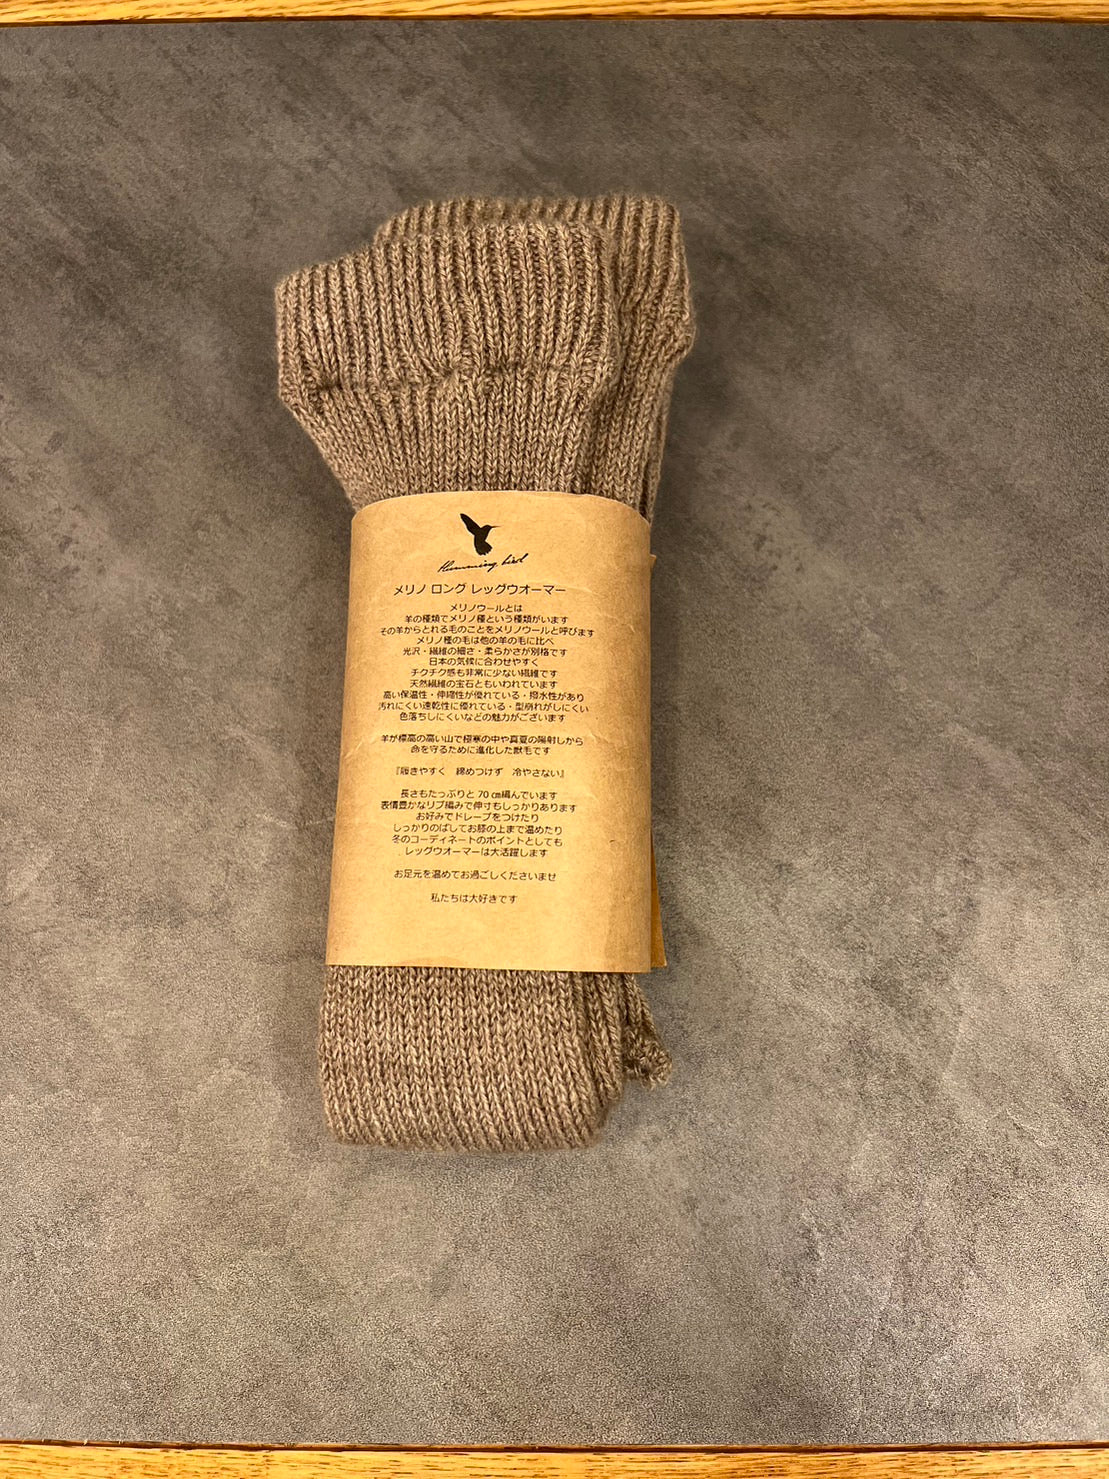 Humming bird
メリノ ロング レッグウオーマー
メリノウールとは
羊の種類でメリノ種という種類がいます
その羊からとれる毛のことをメリノウールと呼びます
メリノ種の毛は他の羊の毛に比べ
光沢・繊維の細さ・柔らかさが別格です
日本の気候に合わせやすく
チクチク感も非常に少ない繊維です
天然繊維の宝石ともいわれています
高い保温性・伸縮性が優れている・撥水性があり
汚れにくい速乾性に優れている・型崩れがしにくい
色落ちしにくいなどの魅力がございます
羊が標高の高い山で極寒の中や真夏の陽射しから
命を守るために進化した獣毛です
『履きやすく 締めつけず 冷やさない』
長さもたっぷりと 70 ㎝編んでいます
表情豊かなリブ編みで伸寸もしっかりあります
お好みでドレープをつけたり
しっかりのばしてお膝の上まで温めたり
冬のコーディネートのポイントとしても
レッグウオーマーは大活躍します
お足元を温めてお過ごしくださいませ
私たちは大好きです